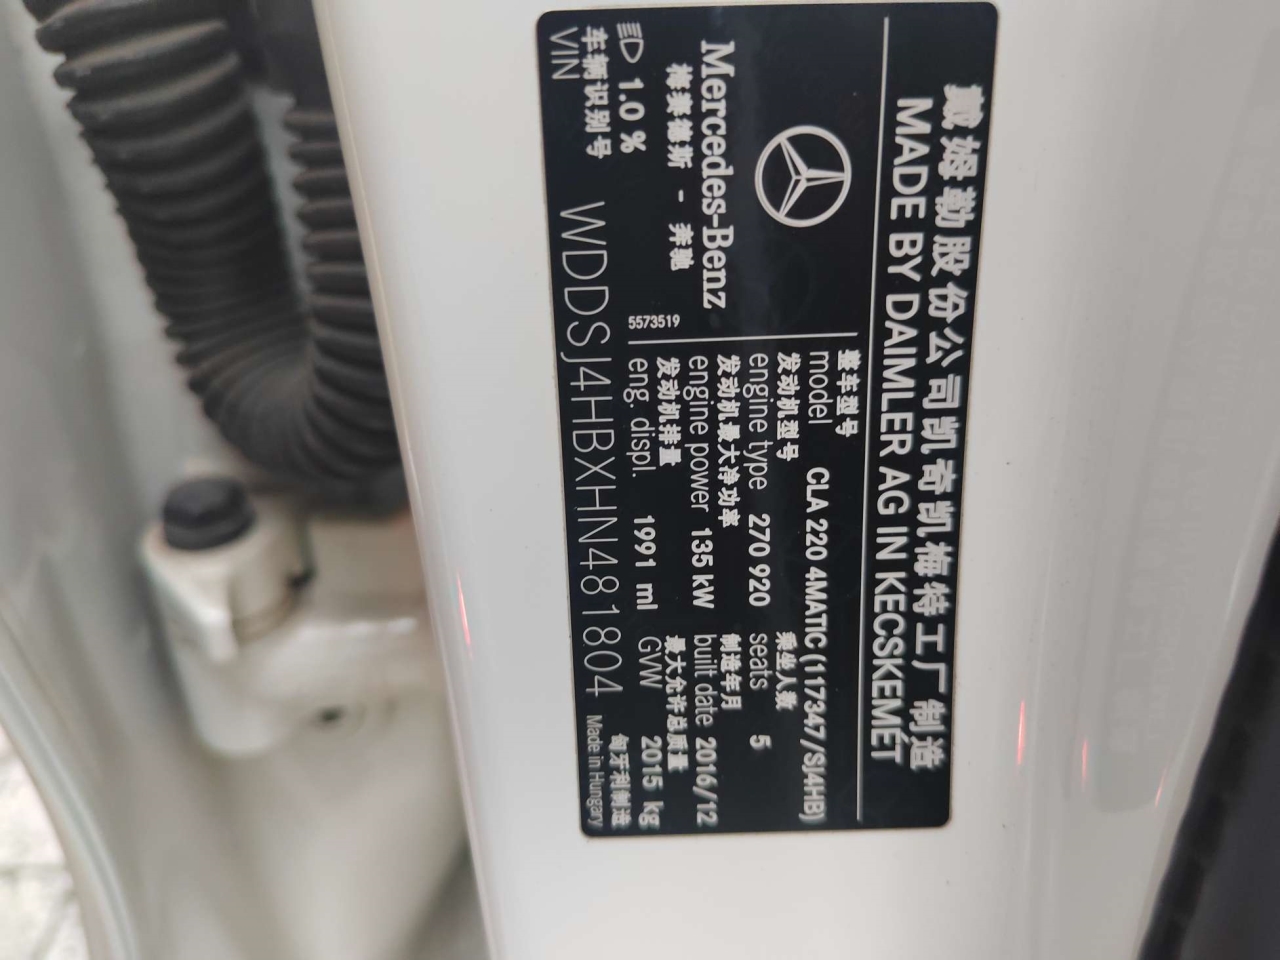 戴姆勒股份公司凯奇凯梅特工厂制造
MADE BY DAIMLER AG IN KECSKEMÉT
Mercedes-Benz
梅赛德斯 - 奔驰
1.0 %
5573519
整车型号
model CLA 220 4MATIC (117347/SJ4HB)
发动机型号 乘坐人数
engine type 270 920 seats 5
发动机最大净功率 制造年月
engine power 135 kW built date 2016/12
发动机排量 最大允许总质量
eng. displ. 1991 ml GVW 2015 kg
车辆识别号 匈牙利制造
VIN WDDSJ4HBXHN481804 Made in Hungary